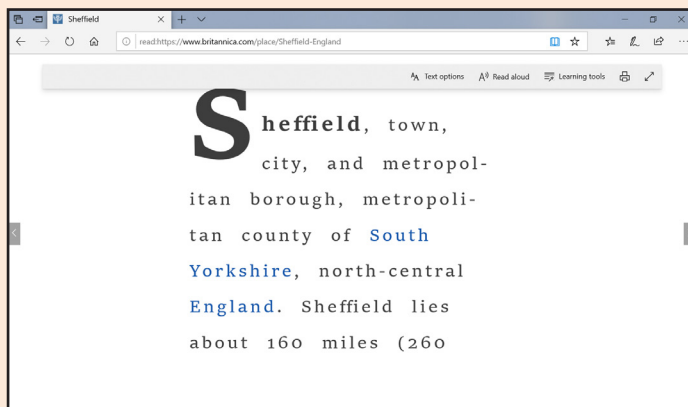 Sheffield
read:https://www.britannica.com/place/Sheffield-England
Text options Read aloud Learning tools
Sheffield, town,
city, and metropol-
itan borough, metropoli-
tan county of South
Yorkshire, north-central
England. Sheffield lies
about 160 miles (260